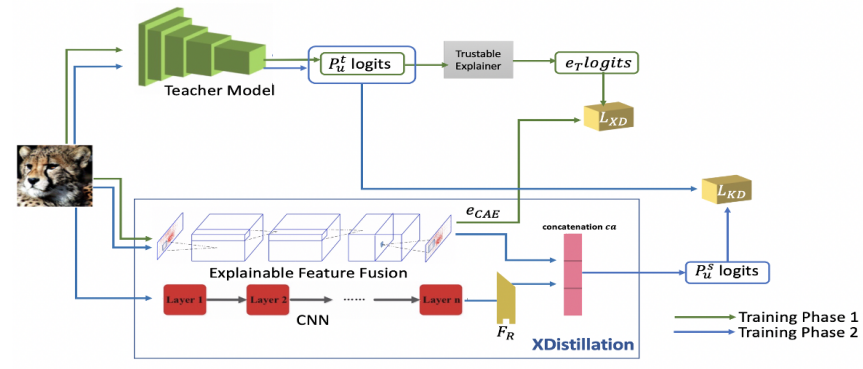 Teacher Model
P_u^t logits
Trustable
Explainer
e_T logits
L_XD
L_KD
e_CAE
concatenation ca
Explainable Feature Fusion
P_u^s logits
Layer 1
Layer 2
......
Layer n
CNN
F_R
XDistillation
Training Phase 1
Training Phase 2